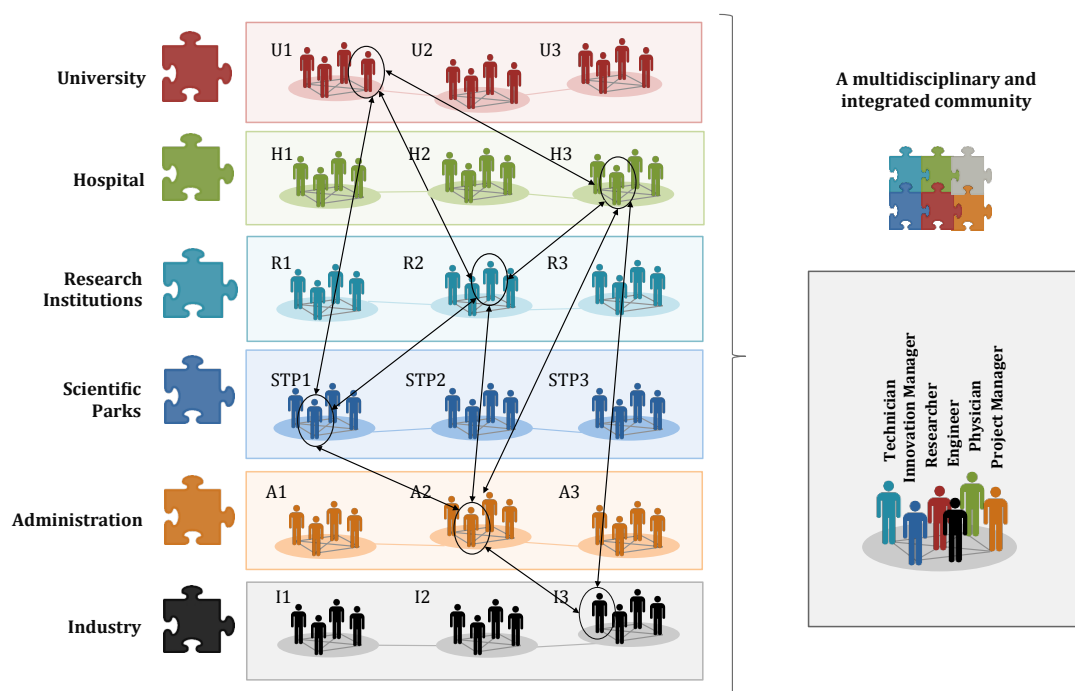 University
U1
U2
U3
Hospital
H1
H2
H3
Research
Institutions
R1
R2
R3
Scientific
Parks
STP1
STP2
STP3
Administration
A1
A2
A3
Industry
I1
I2
I3
A multidisciplinary and
integrated community
Technician
Innovation Manager
Researcher
Engineer
Physician
Project Manager